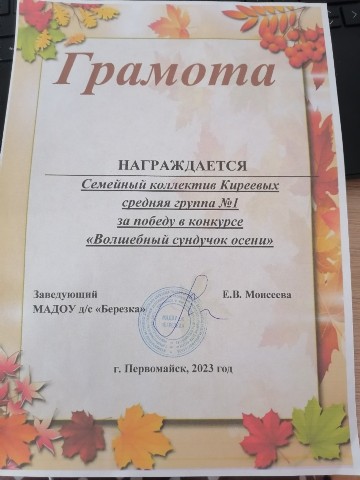 Грамота
НАГРАЖДАЕТСЯ
Семейный коллектив Киреевых
средняя группа №1
за победу в конкурсе
«Волшебный сундучок осени»
Заведующий Е.В. Моисеева
МАДОУ д/с «Березка»
г. Первомайск, 2023 год